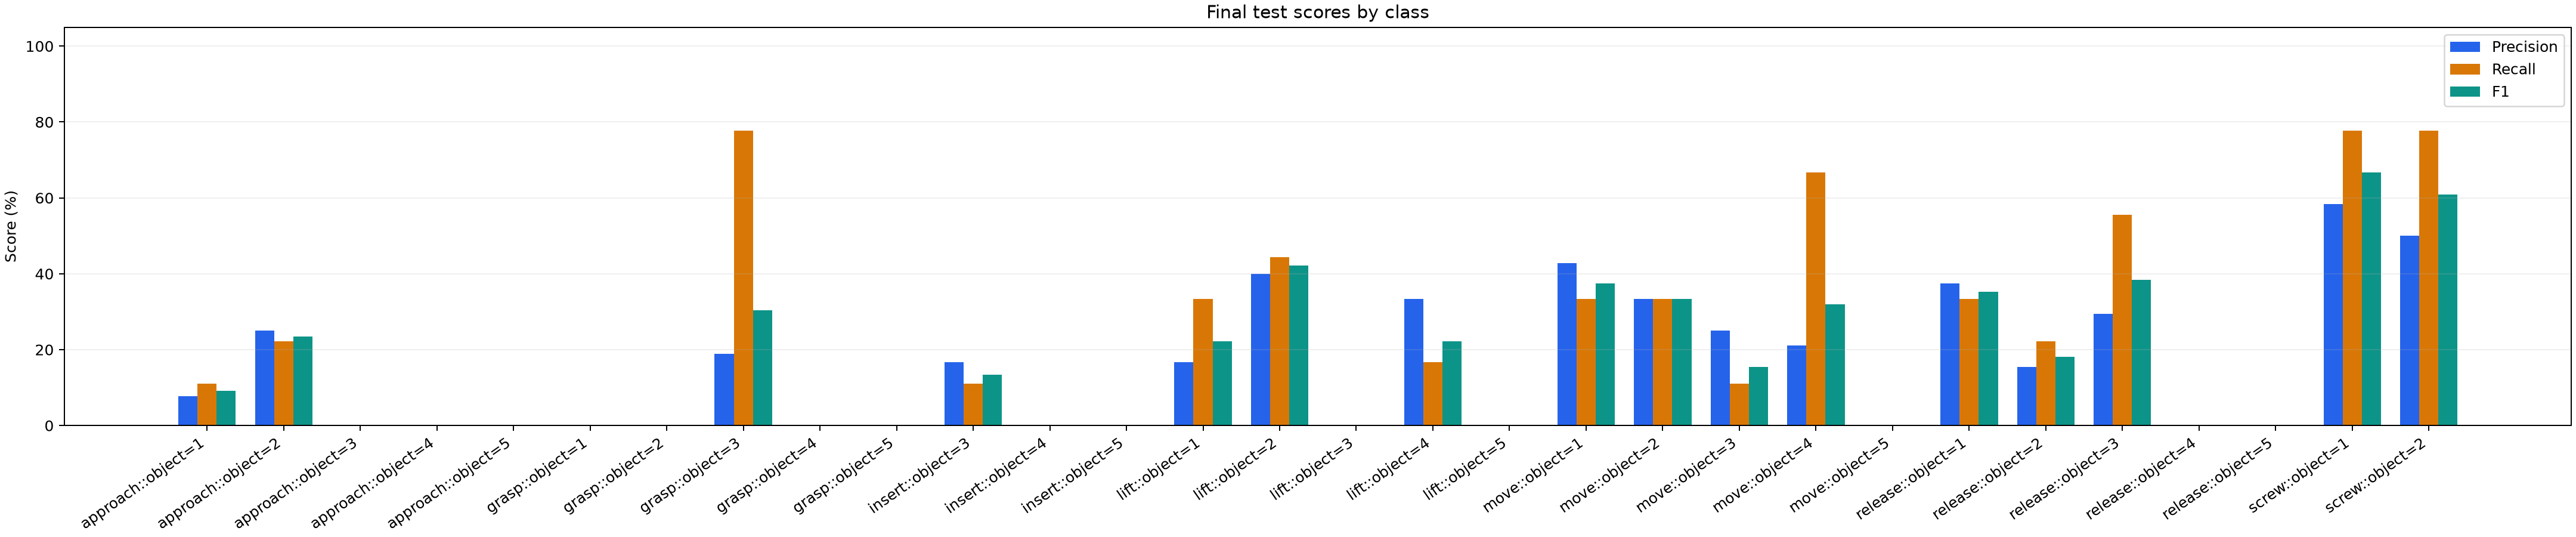 Final test scores by class
Precision
Recall
F1
Score (%)
100
80
60
40
20
0
approach::object=1
approach::object=2
approach::object=3
approach::object=4
approach::object=5
grasp::object=1
grasp::object=2
grasp::object=3
grasp::object=4
grasp::object=5
insert::object=3
insert::object=4
insert::object=5
lift::object=1
lift::object=2
lift::object=3
lift::object=4
lift::object=5
move::object=1
move::object=2
move::object=3
move::object=4
move::object=5
release::object=1
release::object=2
release::object=3
release::object=4
release::object=5
screw::object=1
screw::object=2